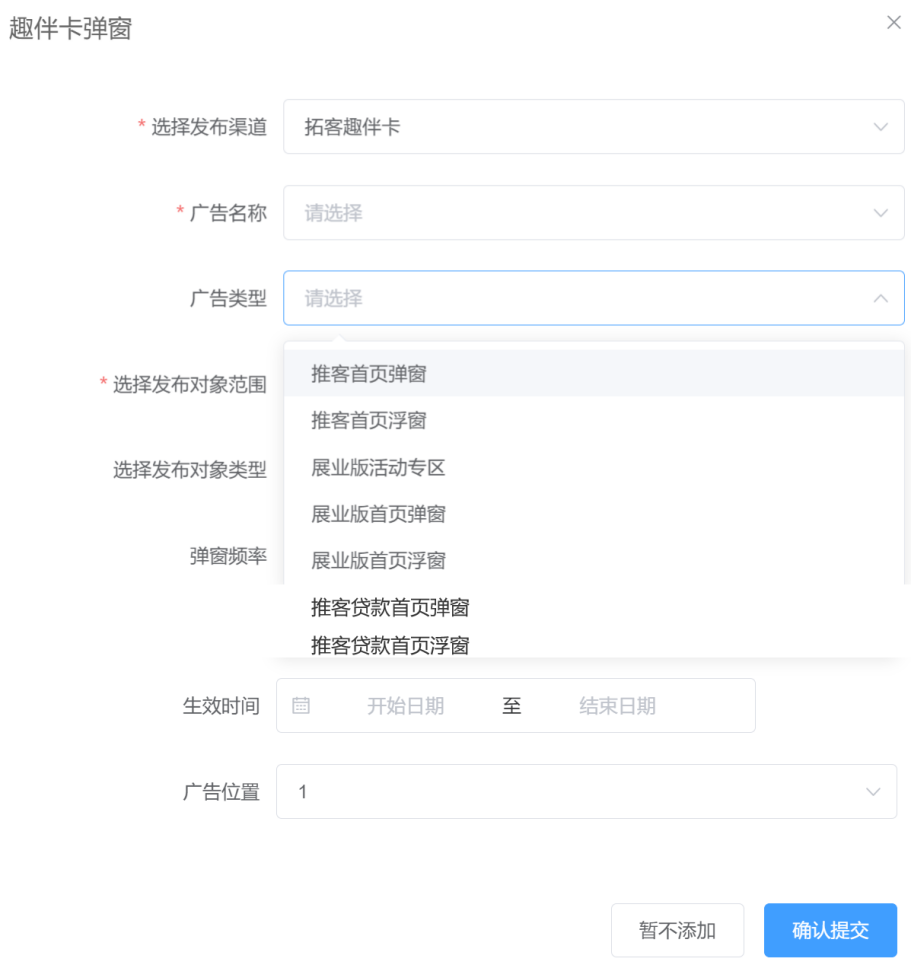 趣伴卡弹窗
* 选择发布渠道 拓客趣伴卡
* 广告名称 请选择
广告类型 请选择
推客首页弹窗
* 选择发布对象范围
推客首页浮窗
展业版活动专区
选择发布对象类型
展业版首页弹窗
弹窗频率
展业版首页浮窗
推客贷款首页弹窗
推客贷款首页浮窗
生效时间 开始日期 至 结束日期
广告位置 1
暂不添加 确认提交